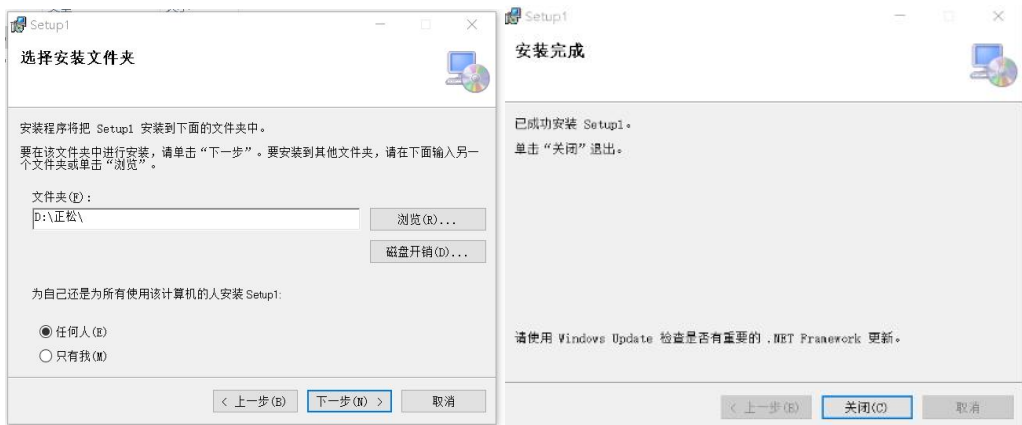 Setup1
选择安装文件夹
安装程序将把 Setup1 安装到下面的文件夹中。
要在该文件夹中进行安装，请单击“下一步”。要安装到其他文件夹，请在下面输入另一
个文件夹或单击“浏览”。
文件夹(F):
D:\正松\
浏览(R)...
磁盘开销(D)...
为自己还是为所有使用该计算机的人安装 Setup1:
任何人(E)
只有我(M)
< 上一步(B)
下一步(N) >
取消
Setup1
安装完成
已成功安装 Setup1。
单击“关闭”退出。
请使用 Windows Update 检查是否有重要的 .NET Framework 更新。
< 上一步(B)
关闭(C)
取消